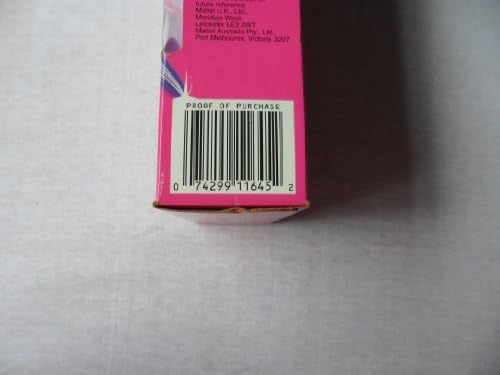 future reference.
Mattel U.K., Ltd.,
Meridian West,
Leicester LE3 2WT
Mattel Australia Pty., Ltd.,
Port Melbourne, Victoria 3207
PROOF OF PURCHASE
0 74299 11645 2